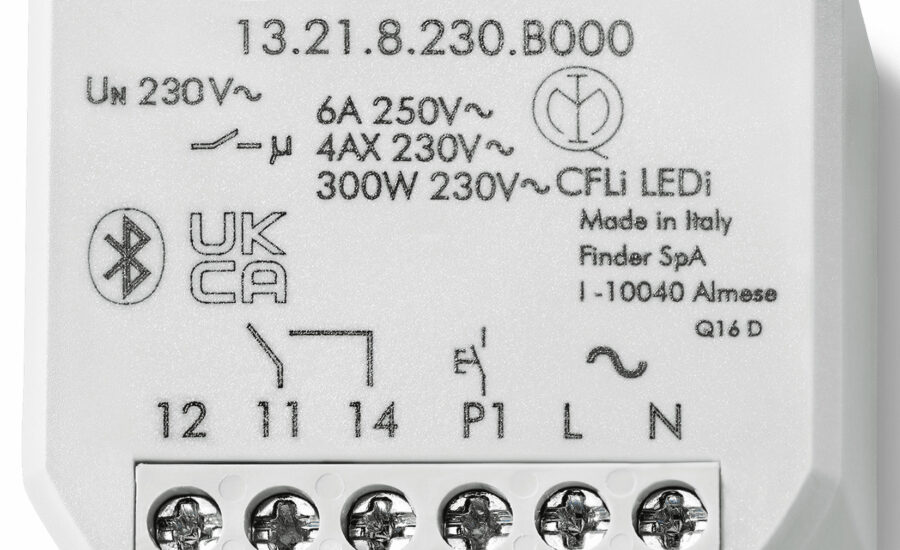 13.21.8.230.B000
UN 230V~
6A 250V~
µ 4AX 230V~
300W 230V~ CFLi LEDi
UK
CA
Made in Italy
Finder SpA
I -10040 Almese
Q16 D
12 11 14 P1 L N